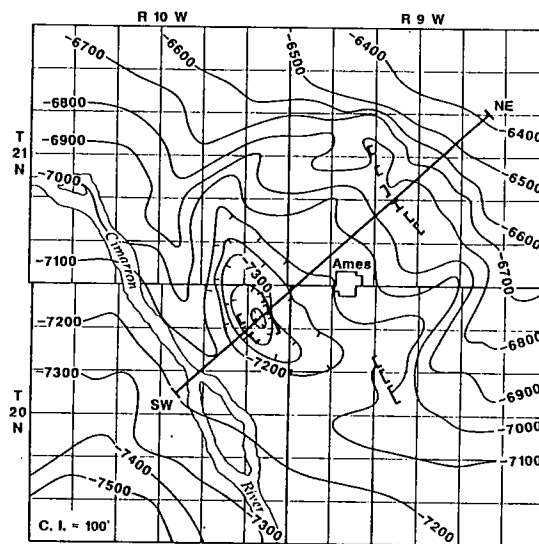 R 10 W
R 9 W
-6700
-6600
-6500
-6400
NE
-6400
-6800
-6900
-7000
T
21
N
-6500
-6600
-6700
Cimarron
-7100
-7300
Ames
-7200
-7200
-6800
-7300
SW
T
20
N
-6900
-7000
-7100
-7400
-7500
River
C. I. = 100'
-7300
-7200